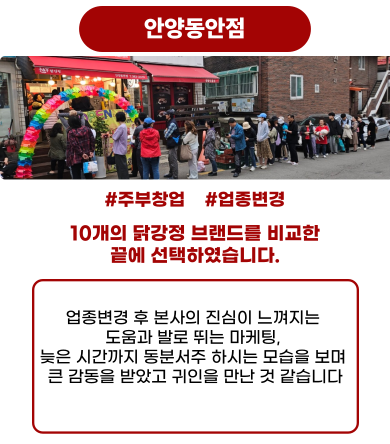 안양동안점
#주부창업 #업종변경
10개의 닭강정 브랜드를 비교한
끝에 선택하였습니다.
업종변경 후 본사의 진심이 느껴지는
도움과 발로 뛰는 마케팅,
늦은 시간까지 동분서주 하시는 모습을 보며
큰 감동을 받았고 귀인을 만난 것 같습니다